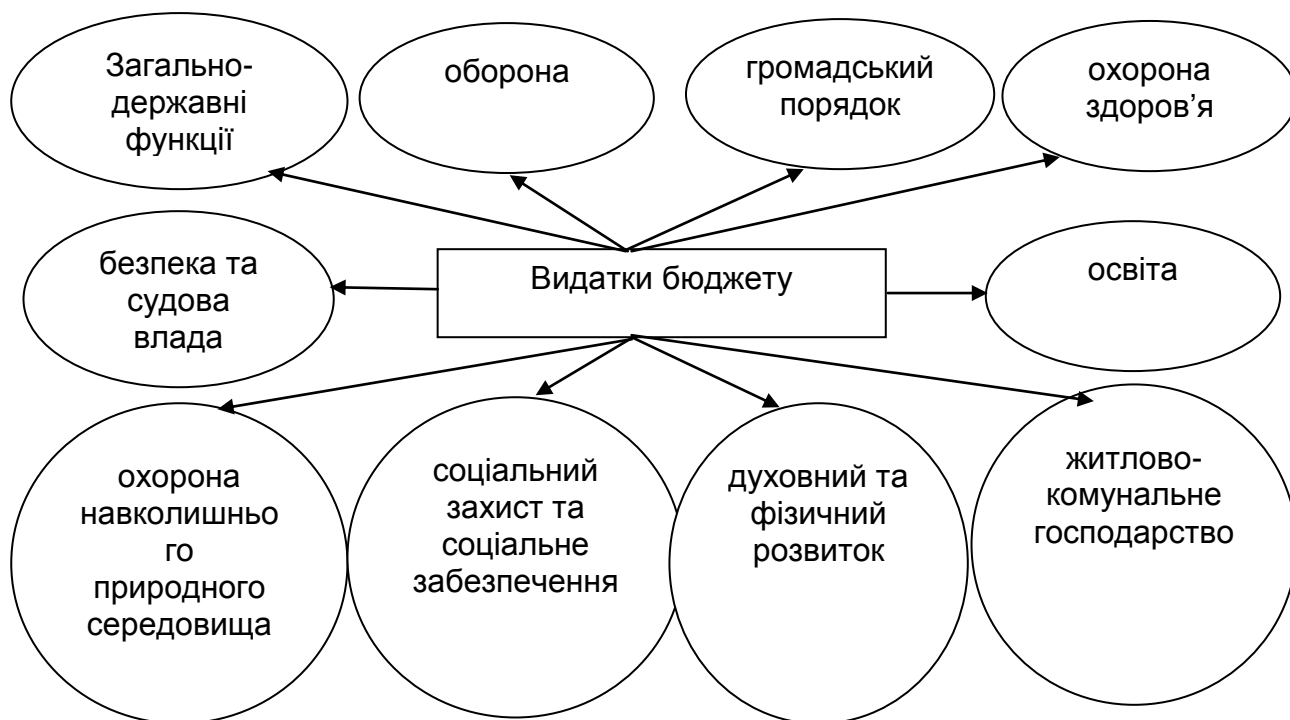 Загально-
державні
функції
оборона
громадський
порядок
охорона
здоров’я
безпека та
судова
влада
Видатки бюджету
освіта
охорона
навколишньо
го
природного
середовища
соціальний
захист та
соціальне
забезпечення
духовний та
фізичний
розвиток
житлово-
комунальне
господарство